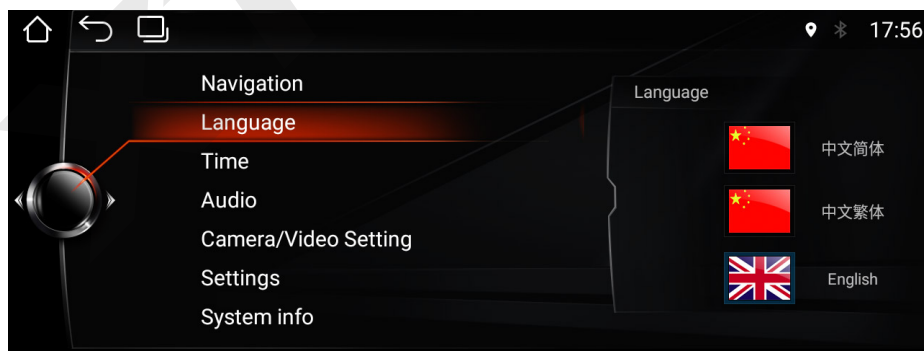 17:56
Navigation
Language
Time
Audio
Camera/Video Setting
Settings
System info
Language
中文简体
中文繁体
English